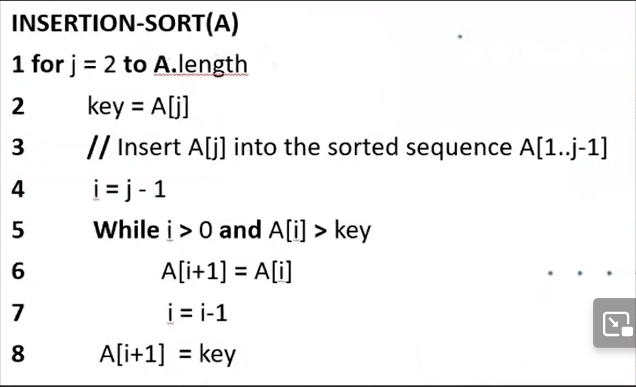 INSERTION-SORT(A)
1 for j = 2 to A.length
2 key = A[j]
3 // Insert A[j] into the sorted sequence A[1..j-1]
4 i = j - 1
5 While i > 0 and A[i] > key
6 A[i+1] = A[i]
7 i = i-1
8 A[i+1] = key